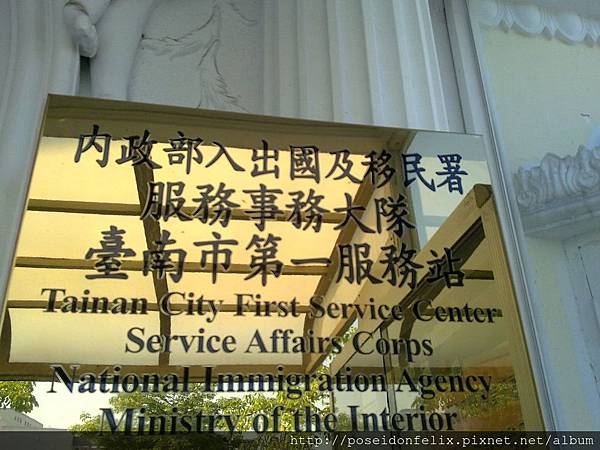 內政部入出國及移民署
服務事務大隊
臺南市第一服務站
Tainan City First Service Center
Service Affairs Corps
National Immigration Agency
Ministry of the Interior
http://poseidonfelix.pixnet.net/album